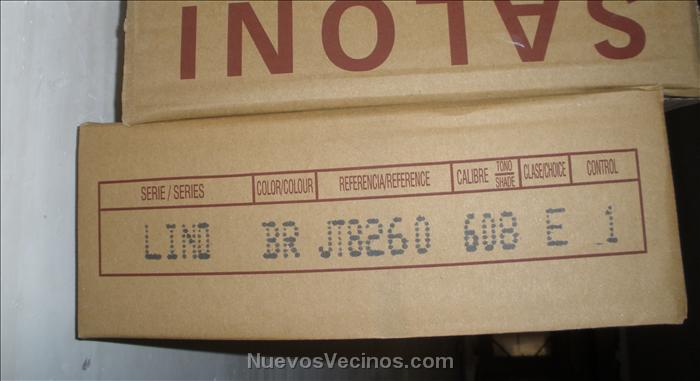 SALONI
SERIE / SERIES COLOR/COLOUR REFERENCIA/REFERENCE CALIBRE TONO SHADE CLASE/CHOICE CONTROL
LINO BR JT8260 608 E 1
NuevosVecinos.com